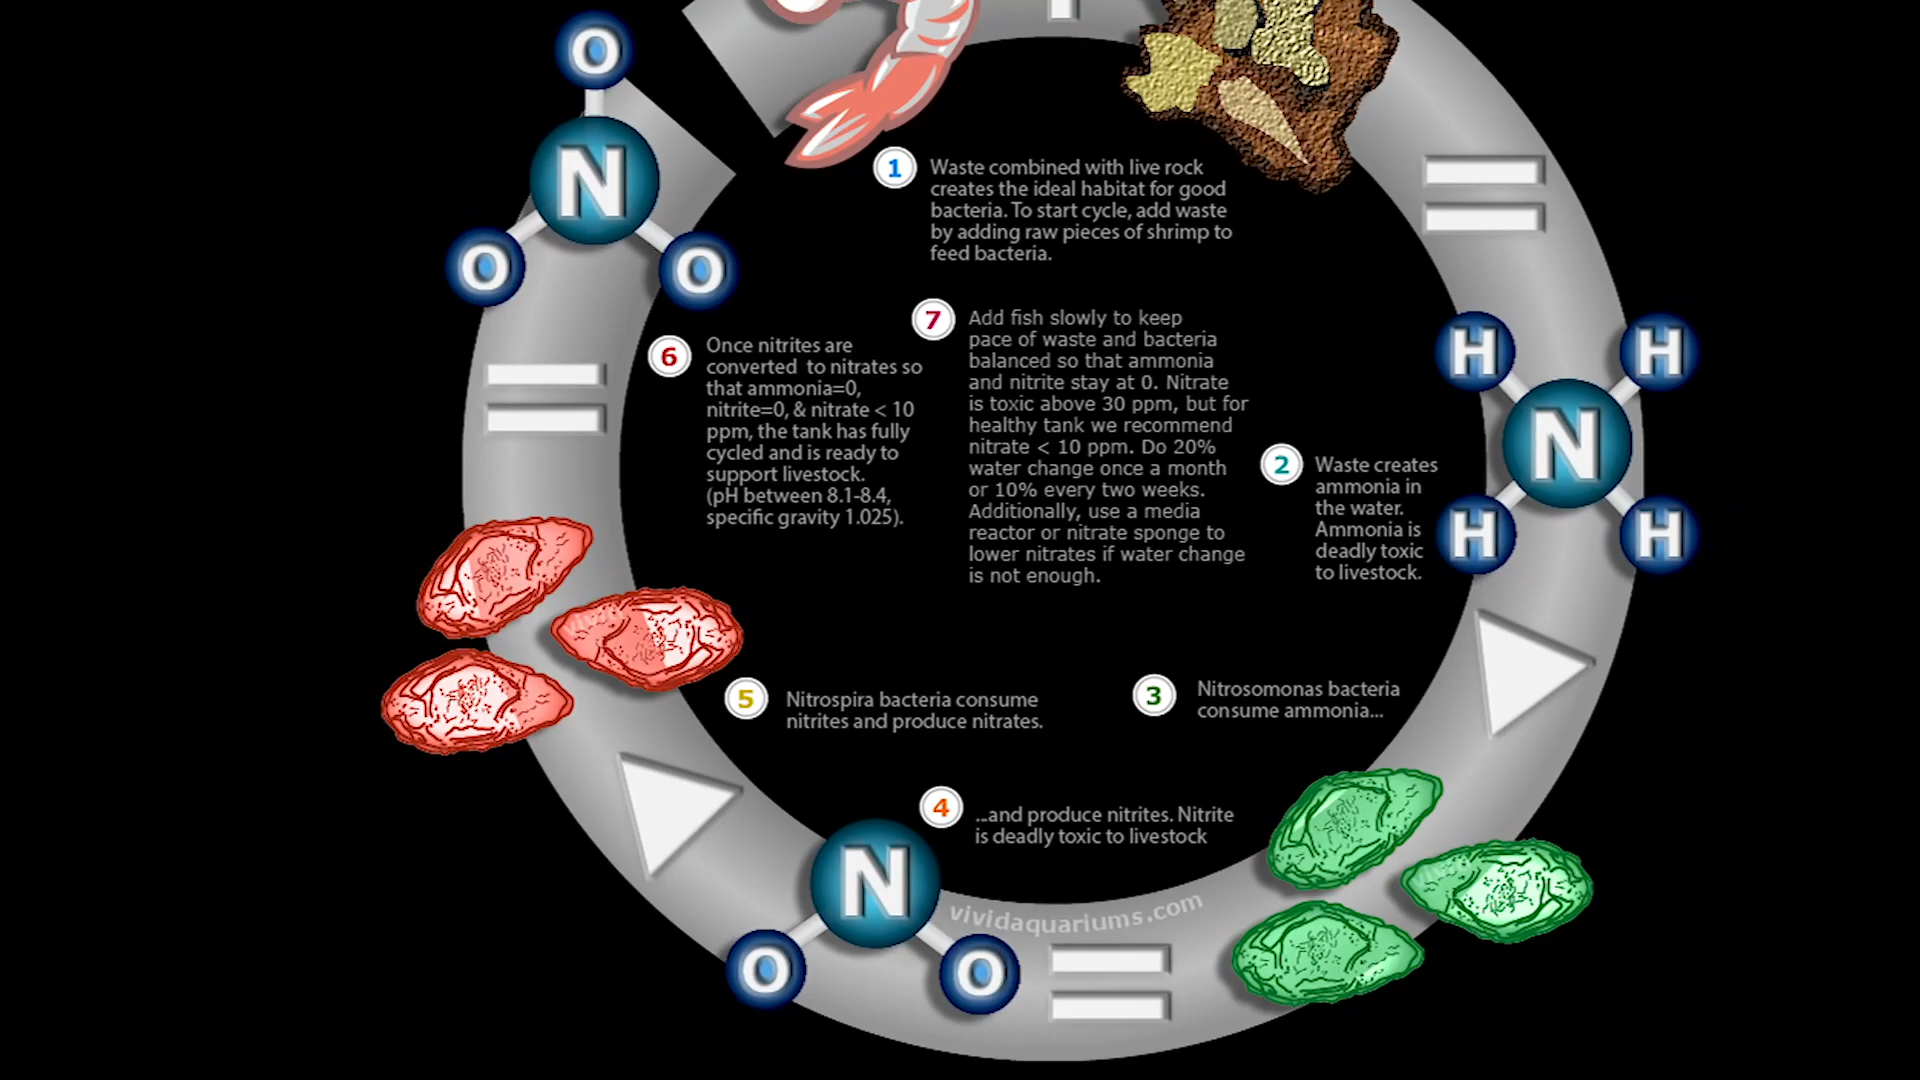 O
N
O
O
1
Waste combined with live rock
creates the ideal habitat for good
bacteria. To start cycle, add waste
by adding raw pieces of shrimp to
feed bacteria.
7
Add fish slowly to keep
pace of waste and bacteria
balanced so that ammonia
and nitrite stay at 0. Nitrate
is toxic above 30 ppm, but for
healthy tank we recommend
nitrate < 10 ppm. Do 20%
water change once a month
or 10% every two weeks.
Additionally, use a media
reactor or nitrate sponge to
lower nitrates if water change
is not enough.
6
Once nitrites are
converted to nitrates so
that ammonia=0,
nitrite=0, & nitrate < 10
ppm, the tank has fully
cycled and is ready to
support livestock.
(pH between 8.1-8.4,
specific gravity 1.025).
H
H
N
H
H
2
Waste creates
ammonia in
the water.
Ammonia is
deadly toxic
to livestock.
5
Nitrospira bacteria consume
nitrites and produce nitrates.
3
Nitrosomonas bacteria
consume ammonia...
4
...and produce nitrites. Nitrite
is deadly toxic to livestock
N
O
O
vividaquariums.com